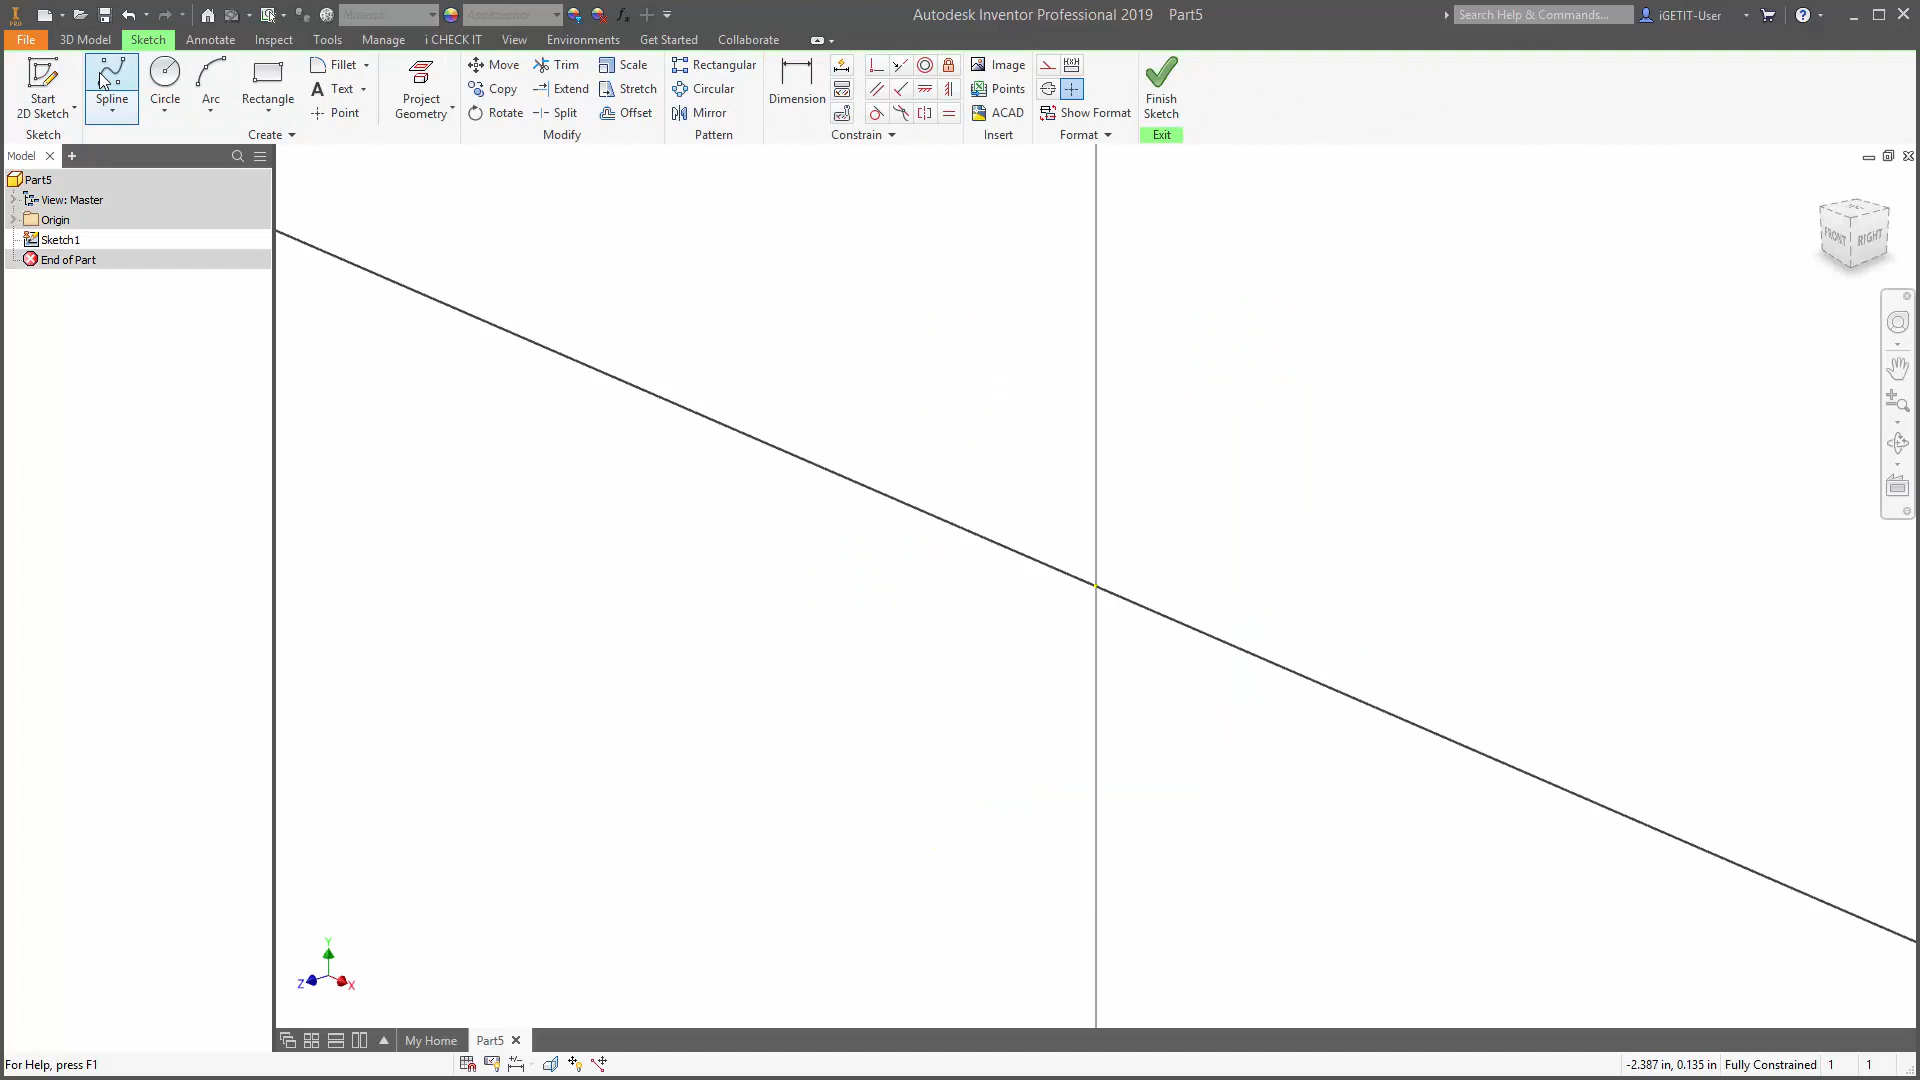 Autodesk Inventor Professional 2019 Part5
Search Help & Commands...
iGETIT-User
File 3D Model Sketch Annotate Inspect Tools Manage i CHECK IT View Environments Get Started Collaborate
Start
2D Sketch
Spline
Circle
Arc
Rectangle
Fillet
Text
Point
Project
Geometry
Move
Copy
Rotate
Trim
Extend
Split
Scale
Stretch
Offset
Rectangular
Circular
Mirror
Dimension
Image
Points
ACAD
Show Format
Finish
Sketch
Sketch Create Modify Pattern Constrain Insert Format Exit
Model
Part5
View: Master
Origin
Sketch1
End of Part
FRONT
RIGHT
Y
Z
X
My Home
Part5
For Help, press F1
-2.387 in, 0.135 in Fully Constrained 1 1